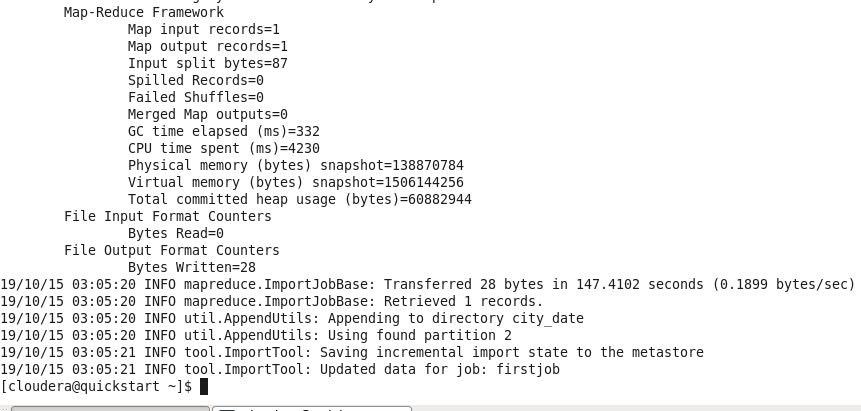 Map-Reduce Framework
Map input records=1
Map output records=1
Input split bytes=87
Spilled Records=0
Failed Shuffles=0
Merged Map outputs=0
GC time elapsed (ms)=332
CPU time spent (ms)=4230
Physical memory (bytes) snapshot=138870784
Virtual memory (bytes) snapshot=1506144256
Total committed heap usage (bytes)=60882944
File Input Format Counters
Bytes Read=0
File Output Format Counters
Bytes Written=28
19/10/15 03:05:20 INFO mapreduce.ImportJobBase: Transferred 28 bytes in 147.4102 seconds (0.1899 bytes/sec)
19/10/15 03:05:20 INFO mapreduce.ImportJobBase: Retrieved 1 records.
19/10/15 03:05:20 INFO util.AppendUtils: Appending to directory city_date
19/10/15 03:05:20 INFO util.AppendUtils: Using found partition 2
19/10/15 03:05:21 INFO tool.ImportTool: Saving incremental import state to the metastore
19/10/15 03:05:21 INFO tool.ImportTool: Updated data for job: firstjob
[cloudera@quickstart ~]$